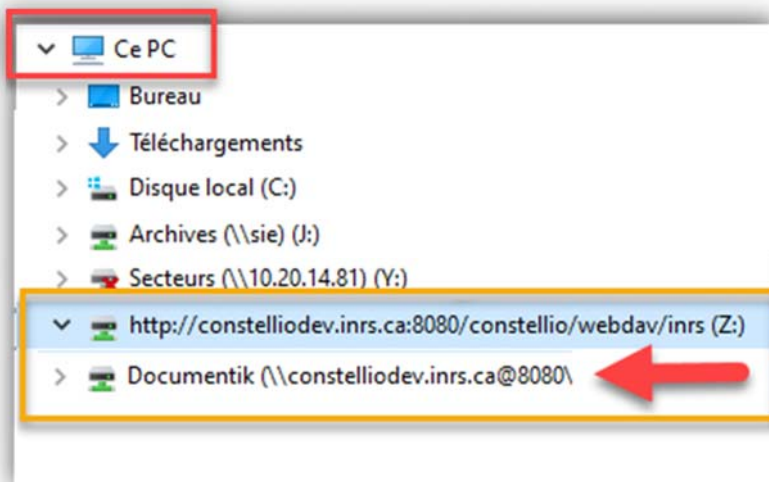 Ce PC
Bureau
Téléchargements
Disque local (C:)
Archives (\\sie) (J:)
Secteurs (\\10.20.14.81) (Y:)
http://constelliodev.inrs.ca:8080/constellio/webdav/inrs (Z:)
Documentik (\\constelliodev.inrs.ca@8080\